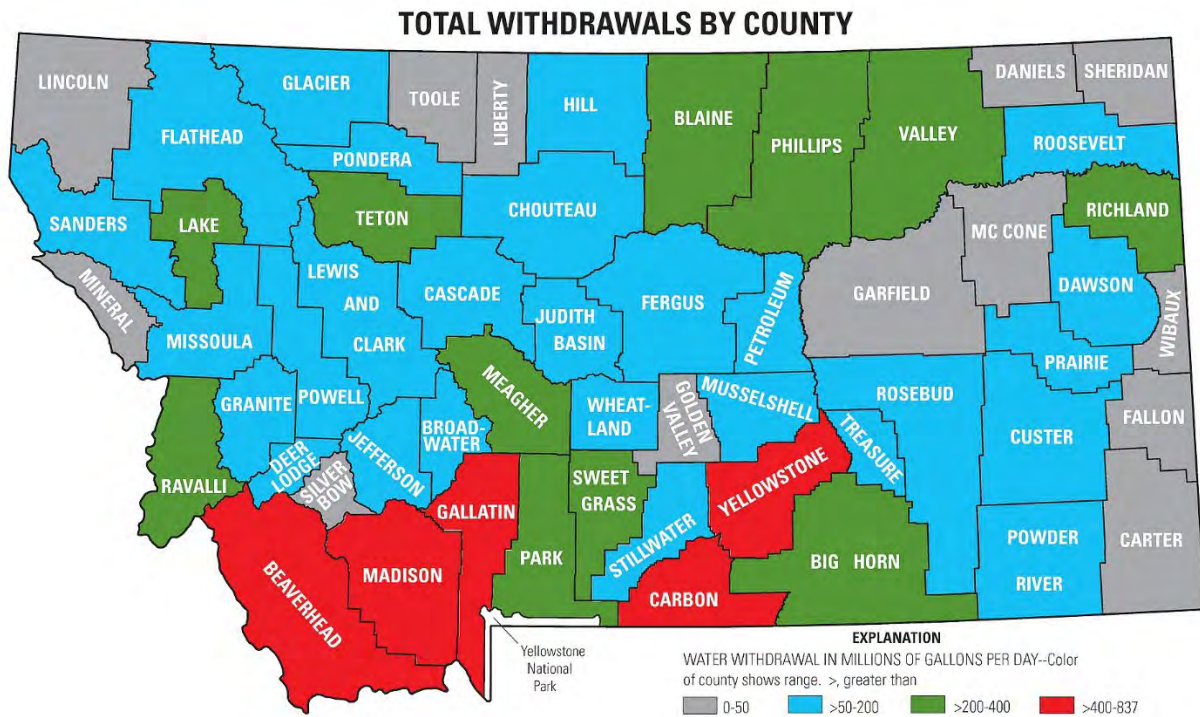 TOTAL WITHDRAWALS BY COUNTY
LINCOLN
GLACIER
TOOLE
LIBERTY
HILL
BLAINE
PHILLIPS
VALLEY
DANIELS
SHERIDAN
FLATHEAD
PONDERA
ROOSEVELT
SANDERS
LAKE
TETON
CHOUTEAU
RICHLAND
MC CONE
MINERAL
MISSOULA
LEWIS
AND
CLARK
CASCADE
JUDITH
BASIN
FERGUS
PETROLEUM
GARFIELD
DAWSON
WIBAUX
PRAIRIE
GRANITE
POWELL
MEAGHER
BROAD-
WATER
WHEAT-
LAND
GOLDEN
VALLEY
MUSSELSHELL
ROSEBUD
TREASURE
CUSTER
FALLON
RAVALLI
DEER
LODGE
SILVER
BOW
JEFFERSON
GALLATIN
PARK
SWEET
GRASS
STILLWATER
YELLOWSTONE
BIG HORN
POWDER
RIVER
CARTER
BEAVERHEAD
MADISON
CARBON
Yellowstone
National
Park
EXPLANATION
WATER WITHDRAWAL IN MILLIONS OF GALLONS PER DAY--Color
of county shows range. >, greater than
0-50
>50-200
>200-400
>400-837